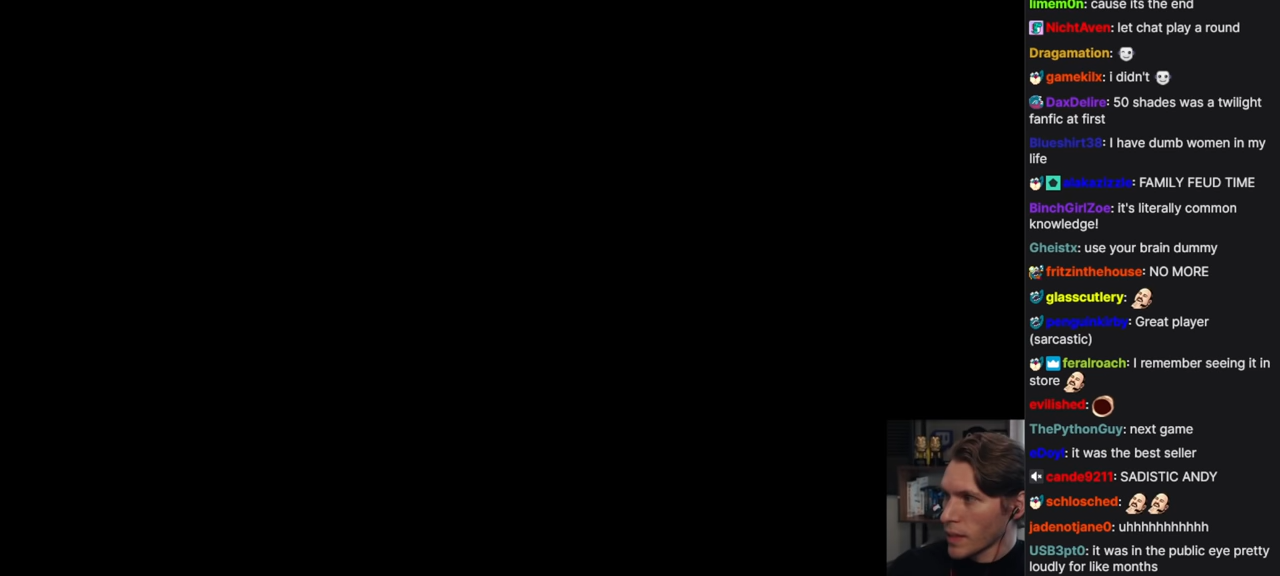 limem0n: cause its the end
NichtAven: let chat play a round
Dragamation:
gamekilx: i didn't
DaxDelire: 50 shades was a twilight
fanfic at first
Blueshirt38: I have dumb women in my
life
: FAMILY FEUD TIME
BinchGirlZoe: it's literally common
knowledge!
Gheistx: use your brain dummy
fritzinthehouse: NO MORE
glasscutlery:
penguinkirby: Great player
(sarcastic)
feralroach: I remember seeing it in
store
evilished:
ThePythonGuy: next game
eDoyl: it was the best seller
cande9211: SADISTIC ANDY
schlosched:
jadenotjane0: uhhhhhhhhhhh
USB3pt0: it was in the public eye pretty
loudly for like months